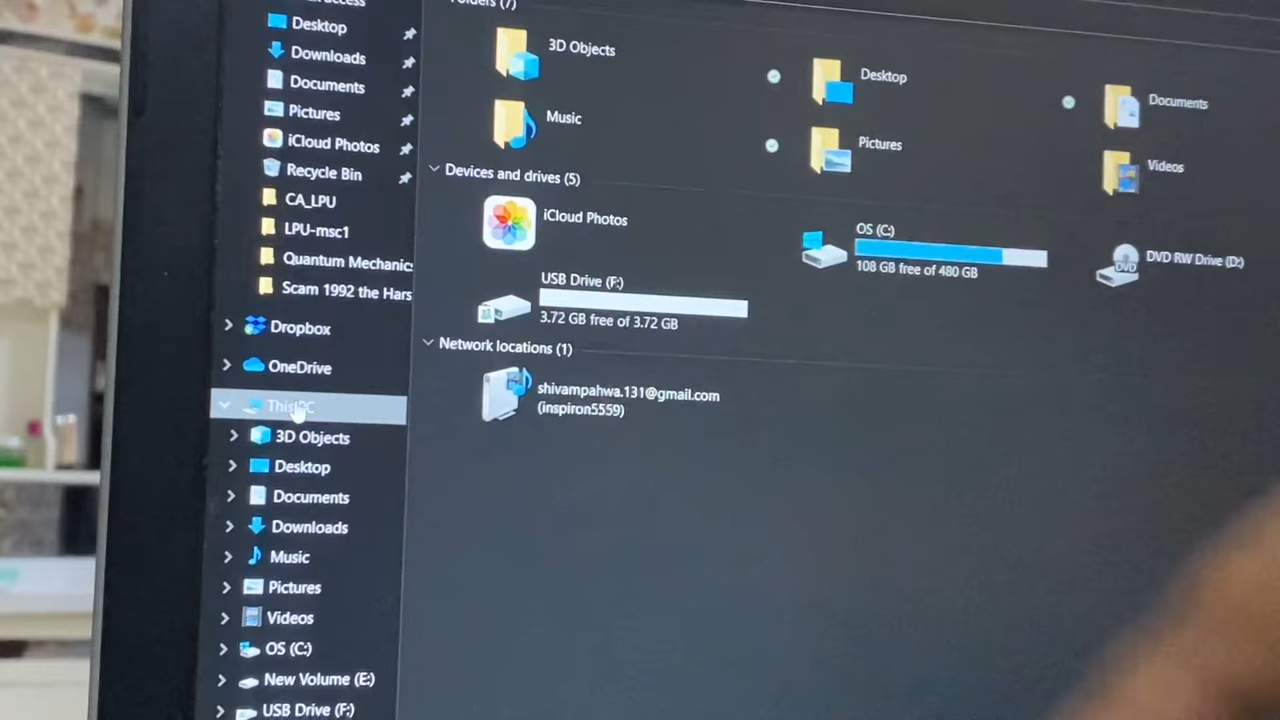 Desktop
Downloads
Documents
Pictures
iCloud Photos
Recycle Bin
CA_LPU
LPU-msc1
Quantum Mechanics
Scam 1992 the Hars
Dropbox
OneDrive
This PC
3D Objects
Desktop
Documents
Downloads
Music
Pictures
Videos
OS (C:)
New Volume (E:)
USB Drive (F:)
Folders (7)
3D Objects
Desktop
Documents
Music
Pictures
Videos
Devices and drives (5)
iCloud Photos
OS (C:)
108 GB free of 480 GB
DVD RW Drive (D:)
DVD
USB Drive (F:)
3.72 GB free of 3.72 GB
Network locations (1)
shivampahwa.131@gmail.com
(inspiron5559)